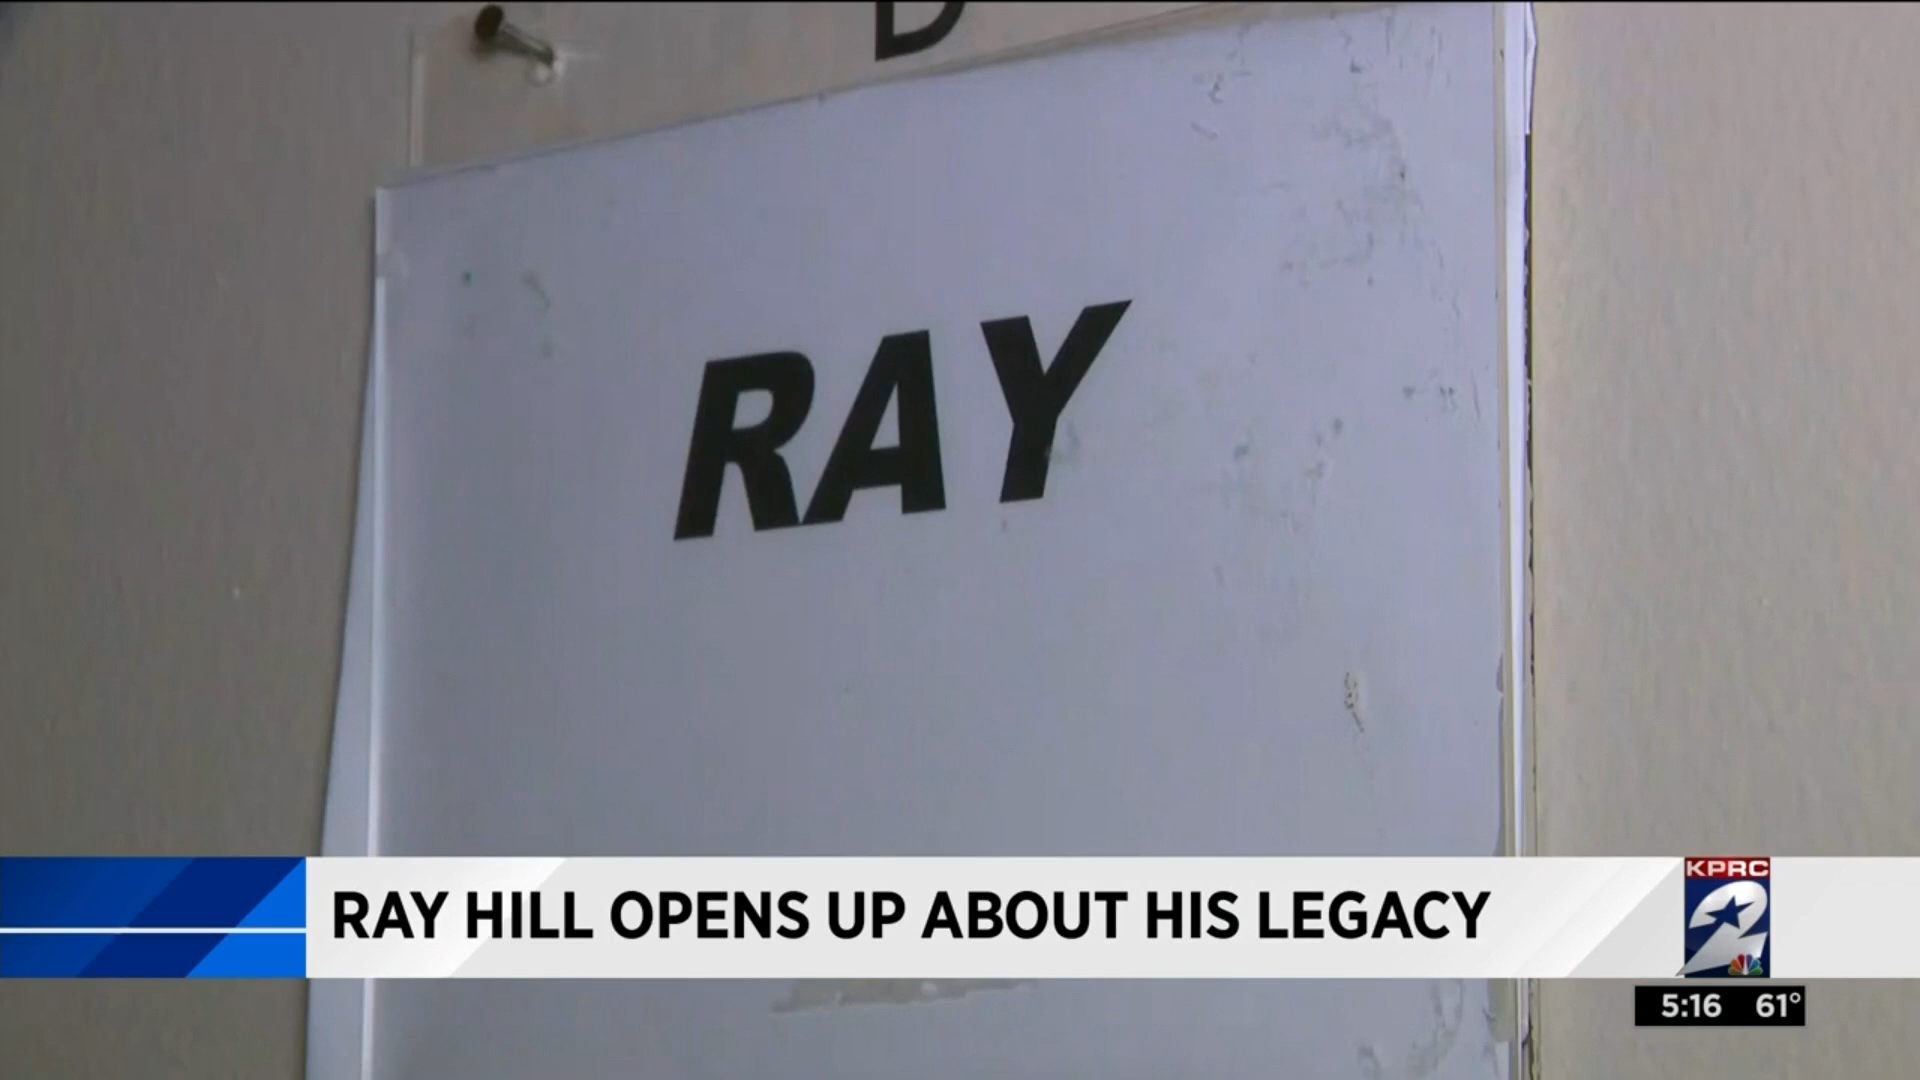 D
RAY
RAY HILL OPENS UP ABOUT HIS LEGACY
KPRC
2
5:16 61°